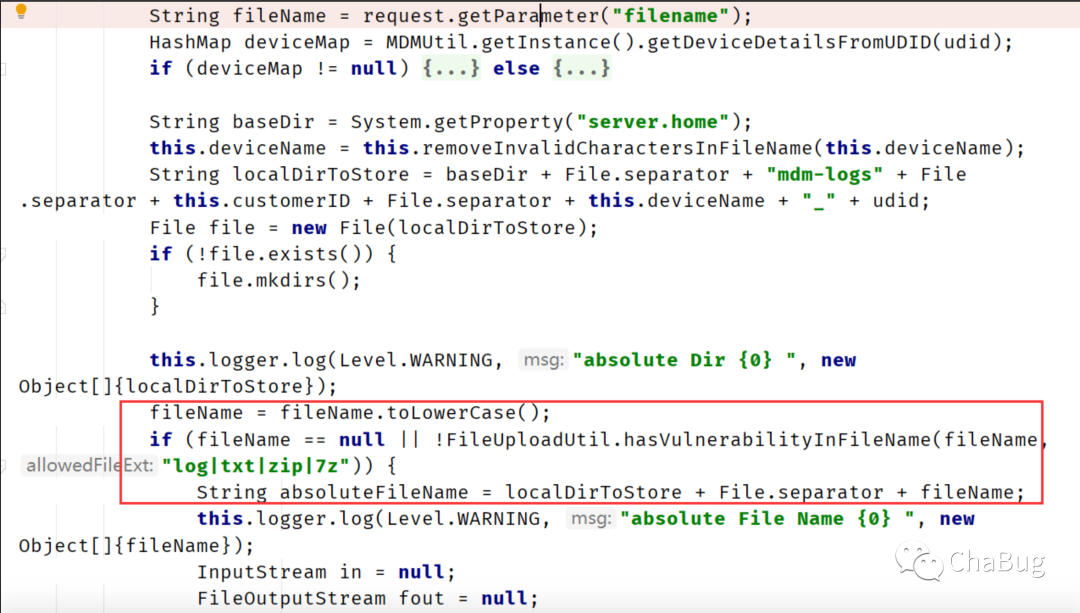 String fileName = request.getParameter("filename");
HashMap deviceMap = MDMUtil.getInstance().getDeviceDetailsFromUDID(udid);
if (deviceMap != null) {...} else {...}
String baseDir = System.getProperty("server.home");
this.deviceName = this.removeInvalidCharactersInFileName(this.deviceName);
String localDirToStore = baseDir + File.separator + "mdm-logs" + File
.separator + this.customerID + File.separator + this.deviceName + "_" + udid;
File file = new File(localDirToStore);
if (!file.exists()) {
file.mkdirs();
}
this.logger.log(Level.WARNING, msg: "absolute Dir {0} ", new
Object[]{localDirToStore});
fileName = fileName.toLowerCase();
if (fileName == null || !FileUploadUtil.hasVulnerabilityInFileName(fileName,
allowedFileExt: "log|txt|zip|7z")) {
String absoluteFileName = localDirToStore + File.separator + fileName;
this.logger.log(Level.WARNING, msg: "absolute File Name {0} ", new
Object[]{fileName});
InputStream in = null;
FileOutputStream fout = null;
ChaBug